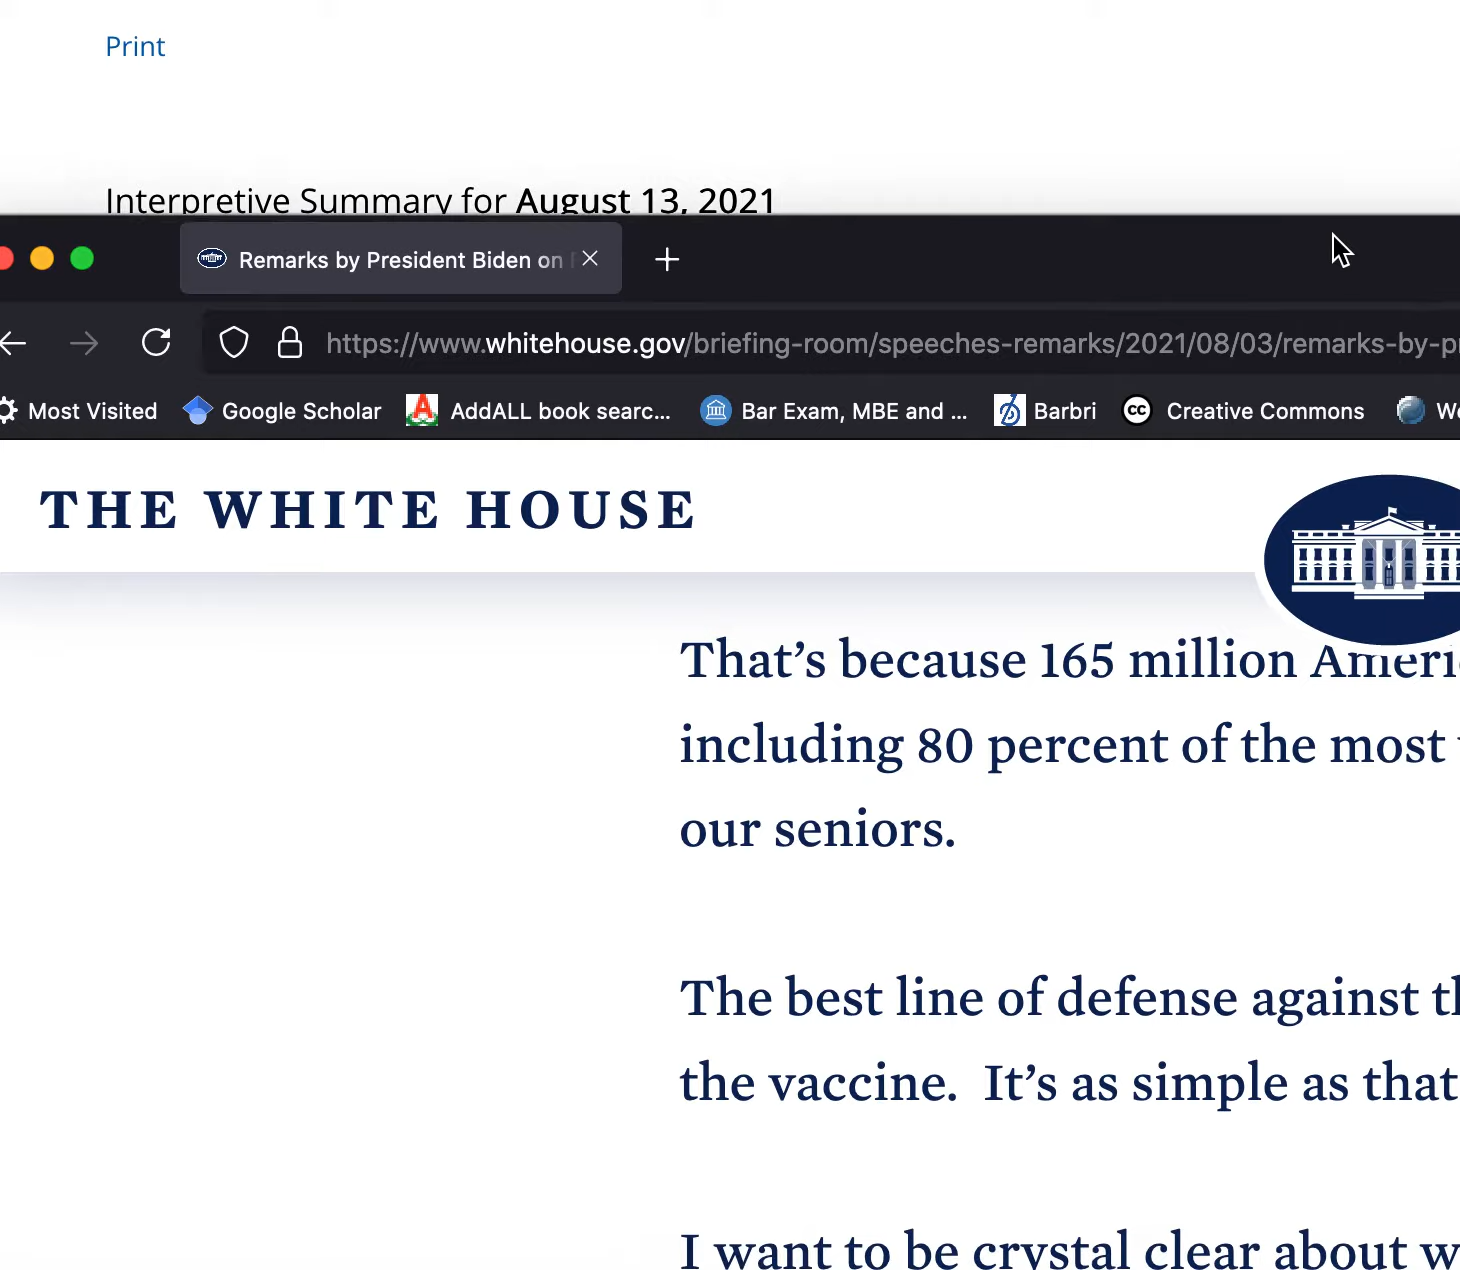 Print
Interpretive Summary for August 13, 2021
Remarks by President Biden on
https://www.whitehouse.gov/briefing-room/speeches-remarks/2021/08/03/remarks-by-p
Most Visited Google Scholar AddALL book searc... Bar Exam, MBE and ... Barbri Creative Commons
THE WHITE HOUSE
That’s because 165 million Ameri
including 80 percent of the most
our seniors.
The best line of defense against
the vaccine.  It’s as simple as that
I want to be crystal clear about